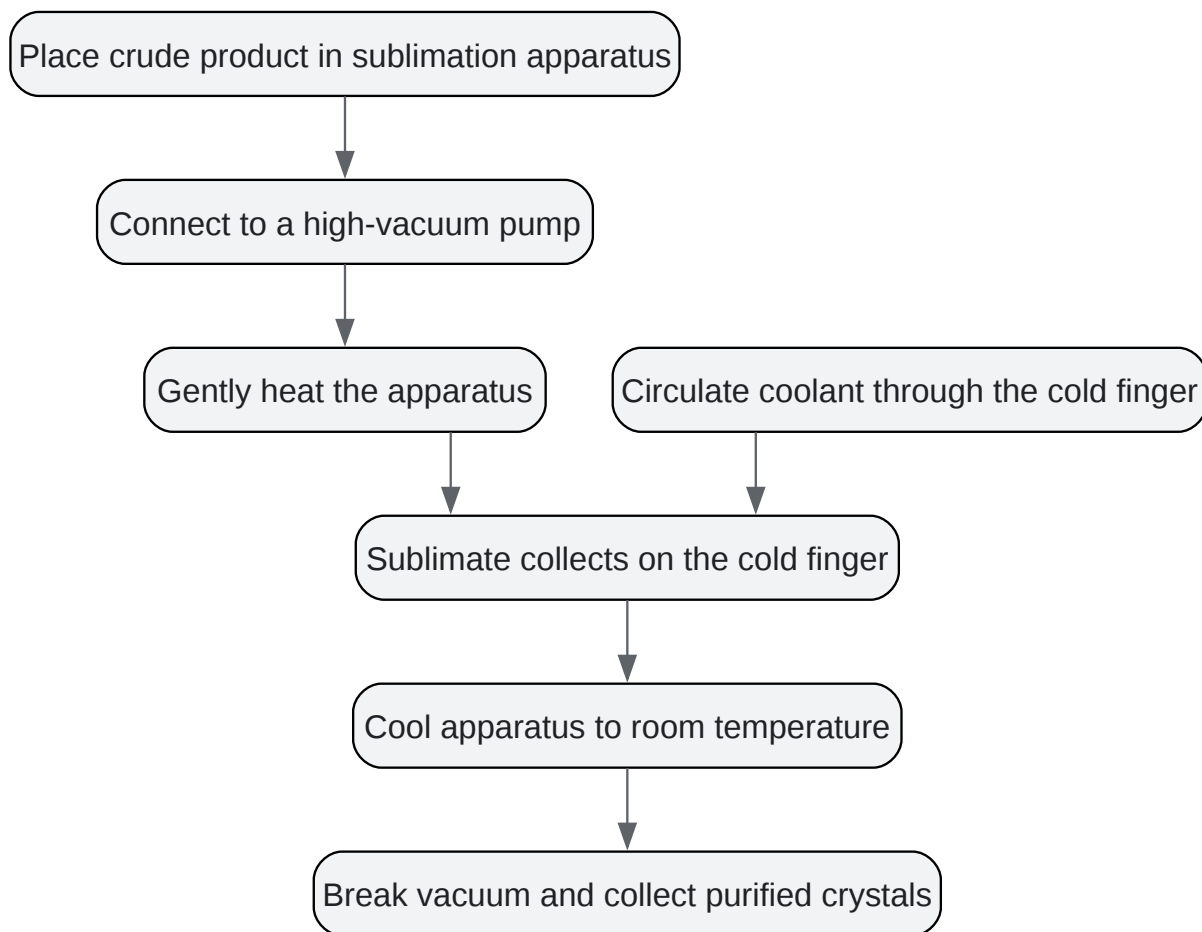 Place crude product in sublimation apparatus
Connect to a high-vacuum pump
Gently heat the apparatus
Circulate coolant through the cold finger
Sublimate collects on the cold finger
Cool apparatus to room temperature
Break vacuum and collect purified crystals